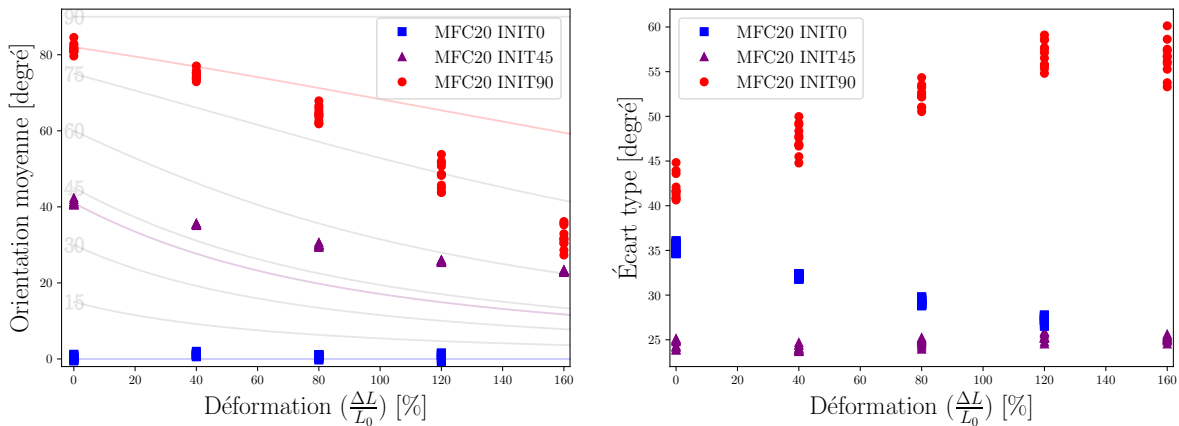 90
75
60
45
30
15
MFC20 INIT0
MFC20 INIT45
MFC20 INIT90
Orientation moyenne [degré]
80
60
40
20
0
0 20 40 60 80 100 120 140 160
Déformation (ΔL/L₀) [%]
MFC20 INIT0
MFC20 INIT45
MFC20 INIT90
Écart type [degré]
60
55
50
45
40
35
30
25
0 20 40 60 80 100 120 140 160
Déformation (ΔL/L₀) [%]